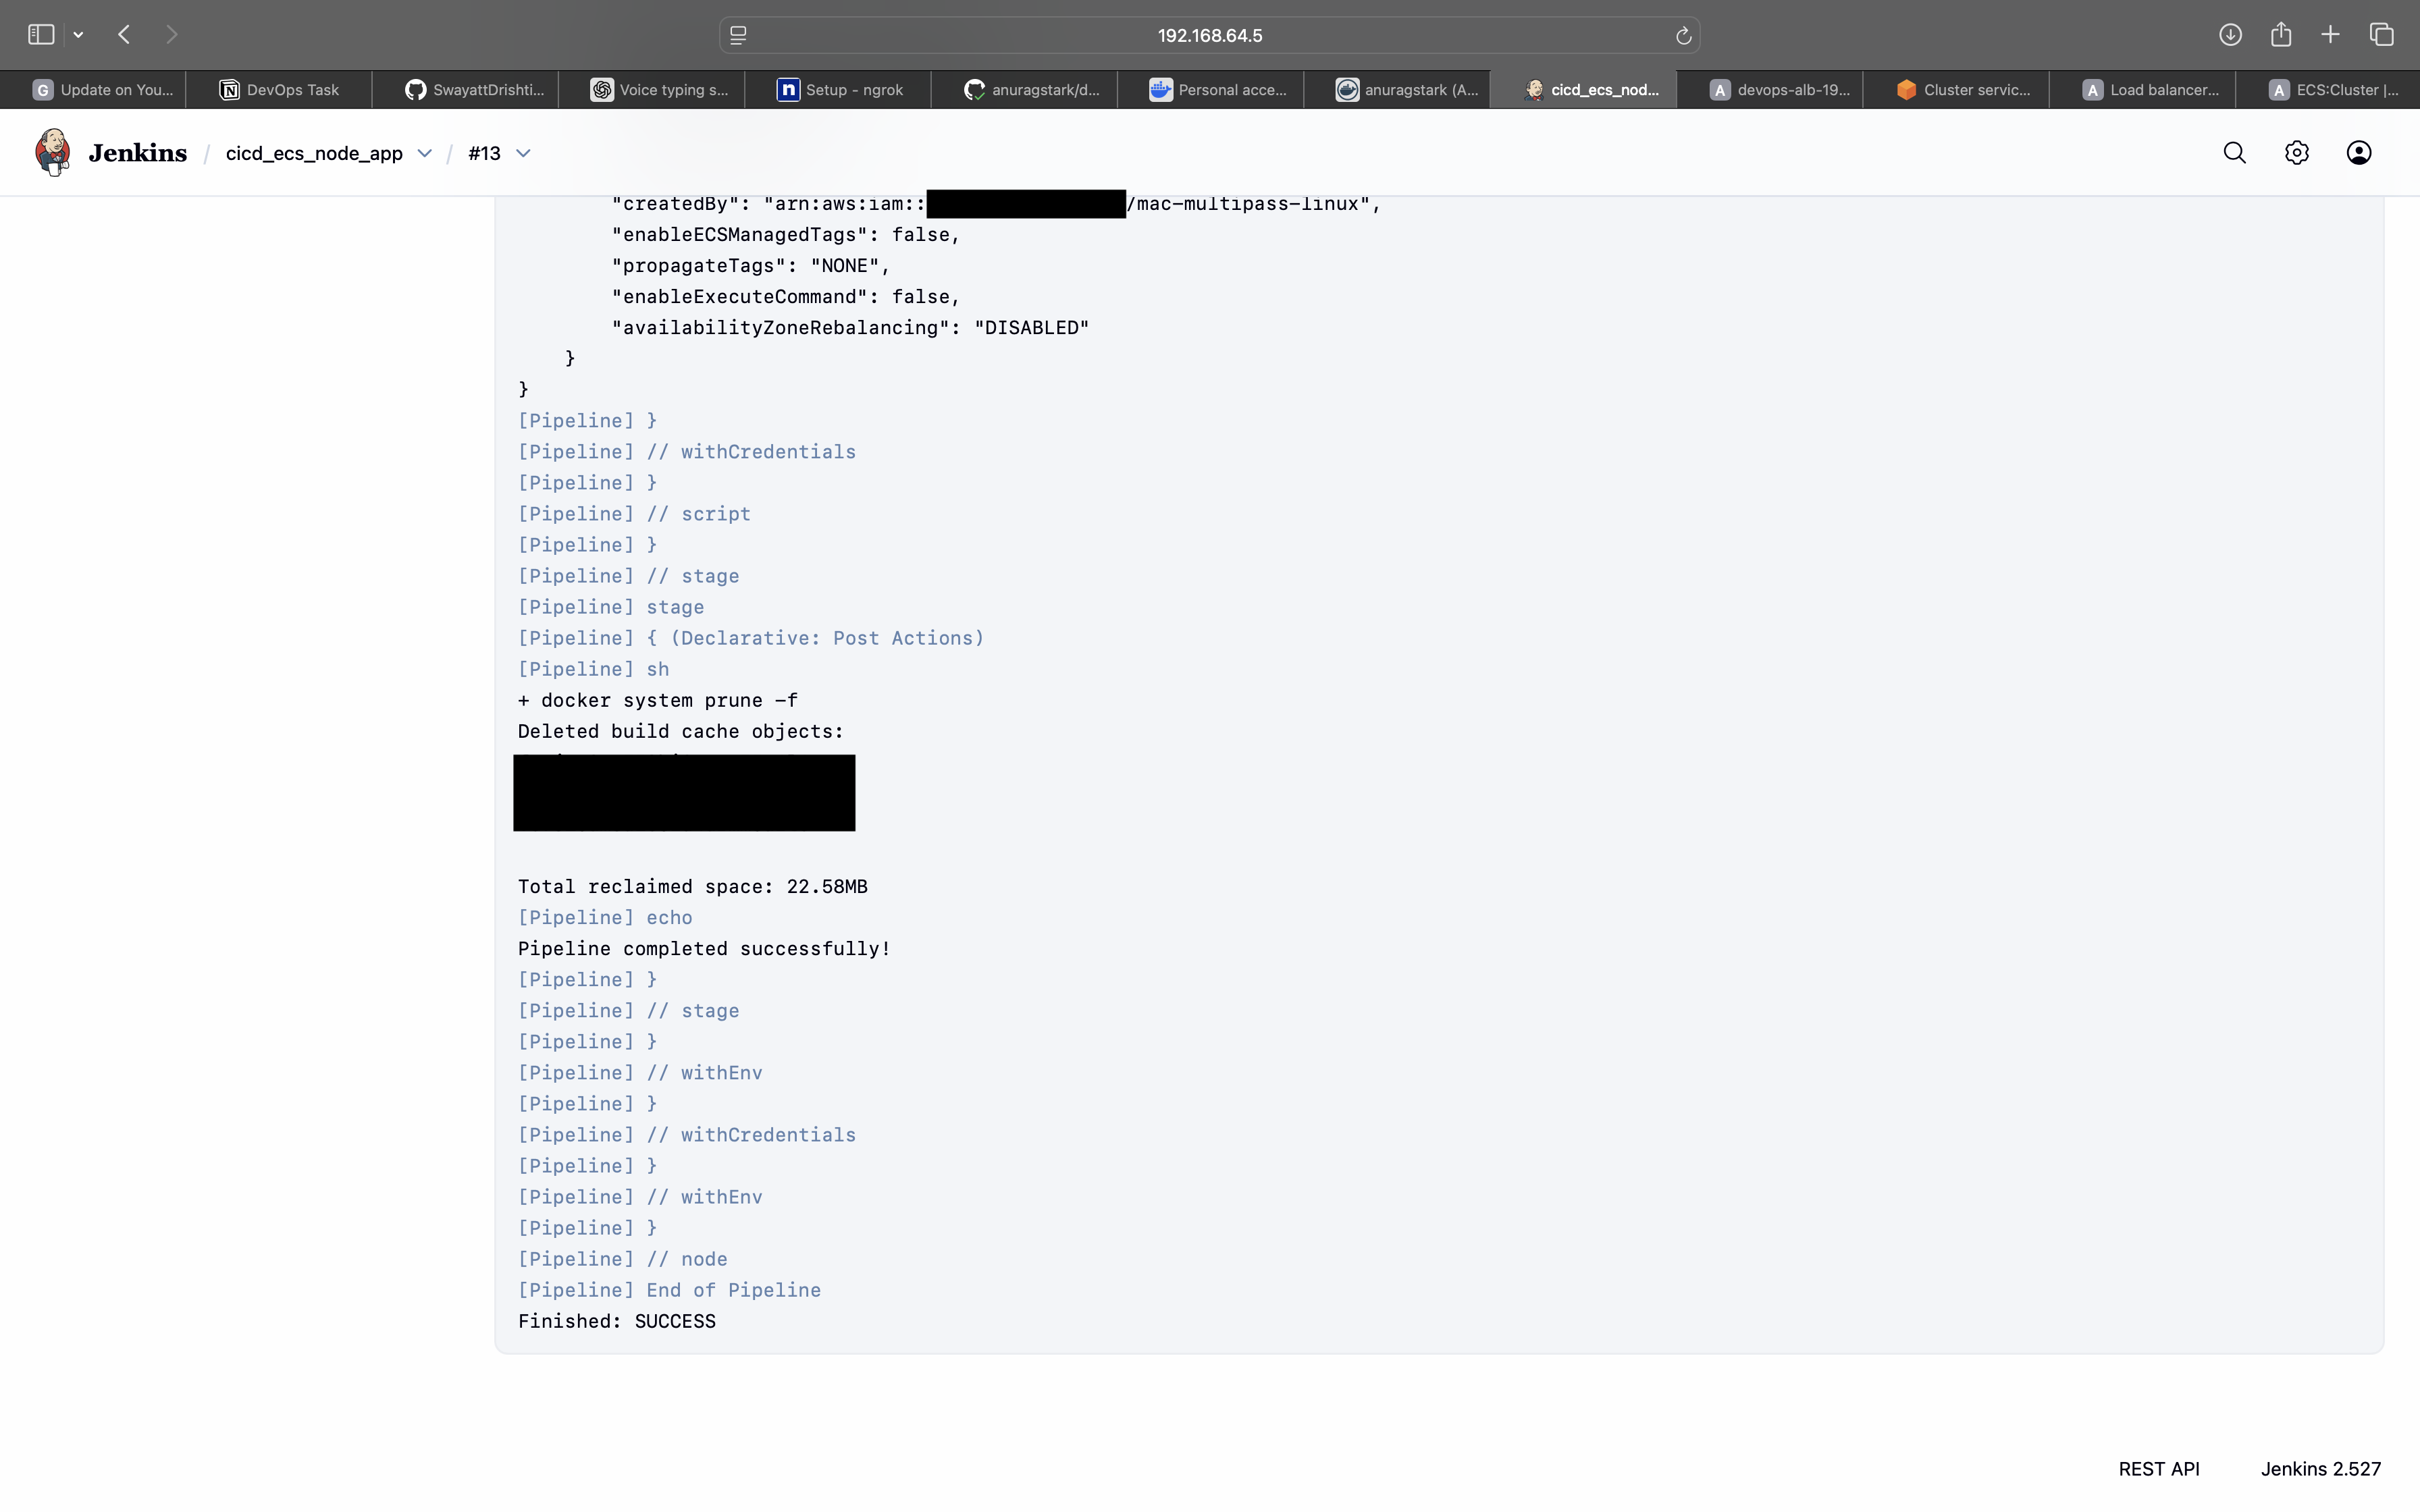 192.168.64.5
G Update on You...
DevOps Task
SwayattDrishti...
Voice typing s...
n Setup – ngrok
anuragstark/d...
Personal acce...
anuragstark (A...
cicd_ecs_nod...
A devops-alb-19...
Cluster servic...
A Load balancer...
A ECS:Cluster |...
Jenkins / cicd_ecs_node_app / #13
"createdBy": "arn:aws:iam::/mac-multipass-linux",
"enableECSManagedTags": false,
"propagateTags": "NONE",
"enableExecuteCommand": false,
"availabilityZoneRebalancing": "DISABLED"
}
}
[Pipeline] }
[Pipeline] // withCredentials
[Pipeline] }
[Pipeline] // script
[Pipeline] }
[Pipeline] // stage
[Pipeline] stage
[Pipeline] { (Declarative: Post Actions)
[Pipeline] sh
+ docker system prune -f
Deleted build cache objects:
Total reclaimed space: 22.58MB
[Pipeline] echo
Pipeline completed successfully!
[Pipeline] }
[Pipeline] // stage
[Pipeline] }
[Pipeline] // withEnv
[Pipeline] }
[Pipeline] // withCredentials
[Pipeline] }
[Pipeline] // withEnv
[Pipeline] }
[Pipeline] // node
[Pipeline] End of Pipeline
Finished: SUCCESS
REST API
Jenkins 2.527